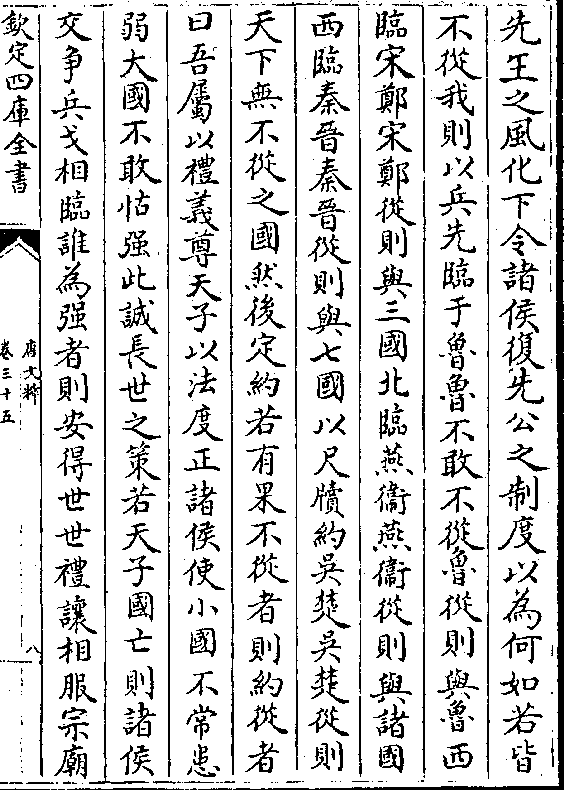 先王之風化下令諸侯復先公之制度以為何如若皆
不從我則以兵先臨于魯魯不敢不從魯從則與魯西
臨宋鄭宋鄭從則與三國北臨燕衞燕衞從則與諸國
西臨秦晉秦晉從則與七國以尺牘約吳楚吳楚從則
天下無不從之國然後定約若有果不從者則約從者
曰吾屬以禮義尊天子以法度正諸侯使小國不常患
弱大國不敢怙强此誠長世之策若天子國亡則諸侯
交争兵戈相臨誰為强者則安得世世禮讓相服宗廟
欽定四庫全書
唐文粹
卷三十五
八